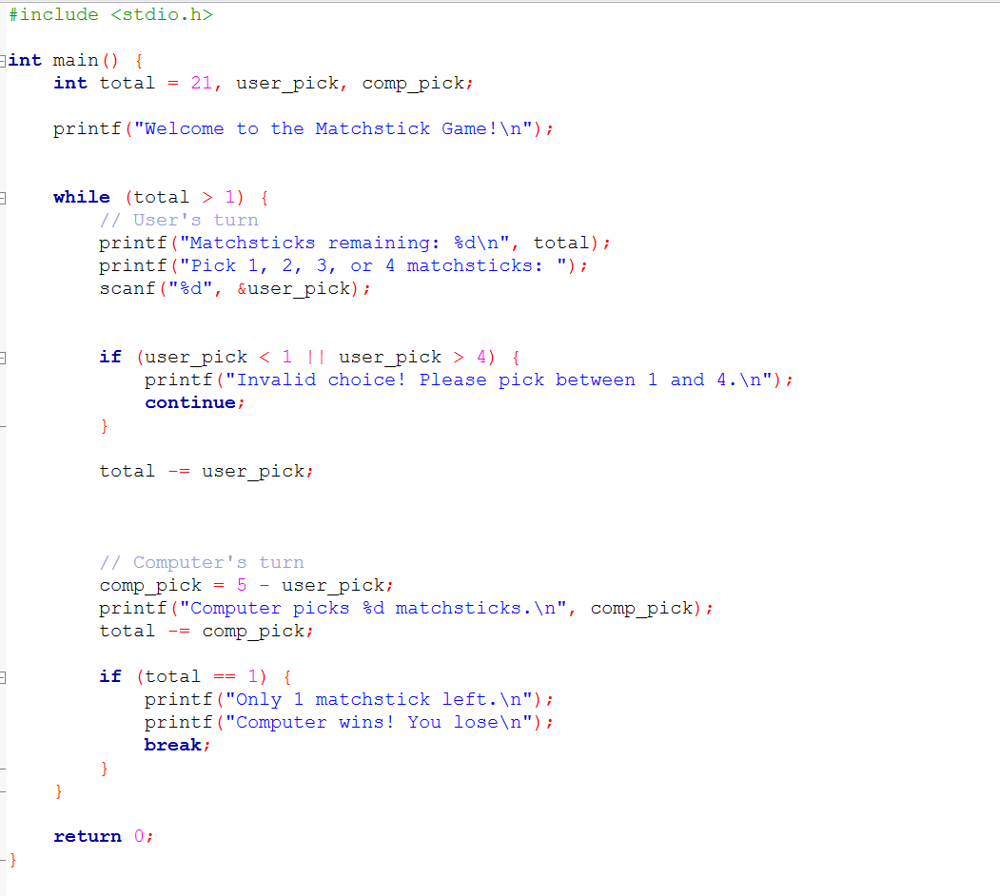 #include <stdio.h>
int main() {
int total = 21, user_pick, comp_pick;
printf("Welcome to the Matchstick Game!\n");
while (total > 1) {
// User's turn
printf("Matchsticks remaining: %d\n", total);
printf("Pick 1, 2, 3, or 4 matchsticks: ");
scanf("%d", &user_pick);
if (user_pick < 1 || user_pick > 4) {
printf("Invalid choice! Please pick between 1 and 4.\n");
continue;
}
total -= user_pick;
// Computer's turn
comp_pick = 5 - user_pick;
printf("Computer picks %d matchsticks.\n", comp_pick);
total -= comp_pick;
if (total == 1) {
printf("Only 1 matchstick left.\n");
printf("Computer wins! You lose\n");
break;
}
}
return 0;
}